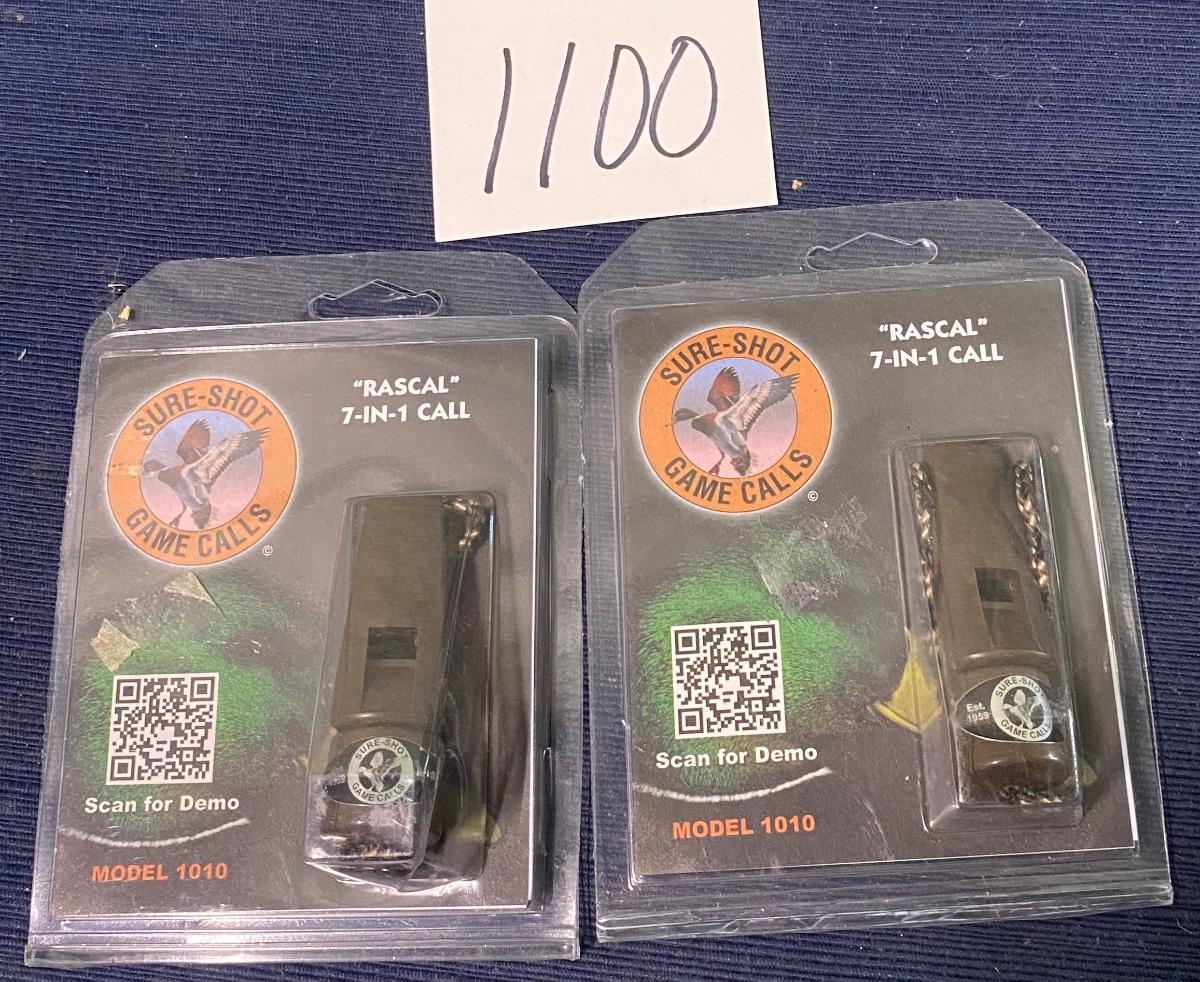 1100
SURE-SHOT
GAME CALLS
©
"RASCAL"
7-IN-1 CALL
SURE-SHOT
GAME CALLS
Scan for Demo
MODEL 1010
SURE-SHOT
GAME CALLS
©
"RASCAL"
7-IN-1 CALL
Est.
1959
SURE-SHOT
GAME CALLS
Scan for Demo
MODEL 1010